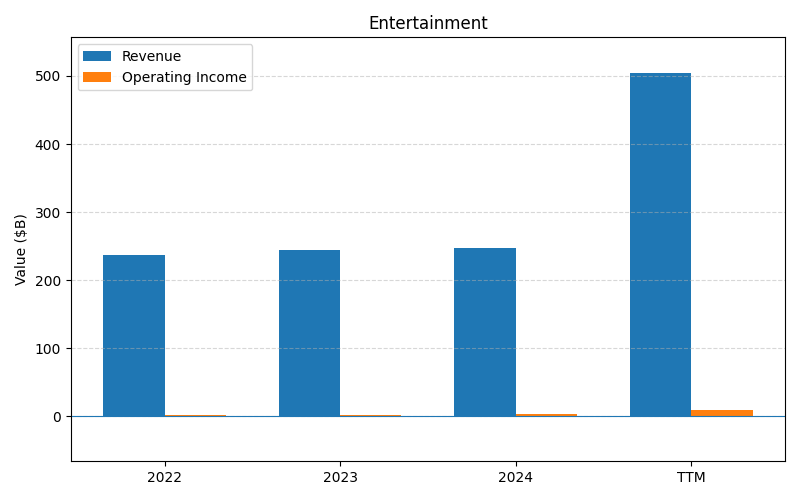 Entertainment
Revenue
Operating Income
Value ($B)
500
400
300
200
100
0
2022 2023 2024 TTM